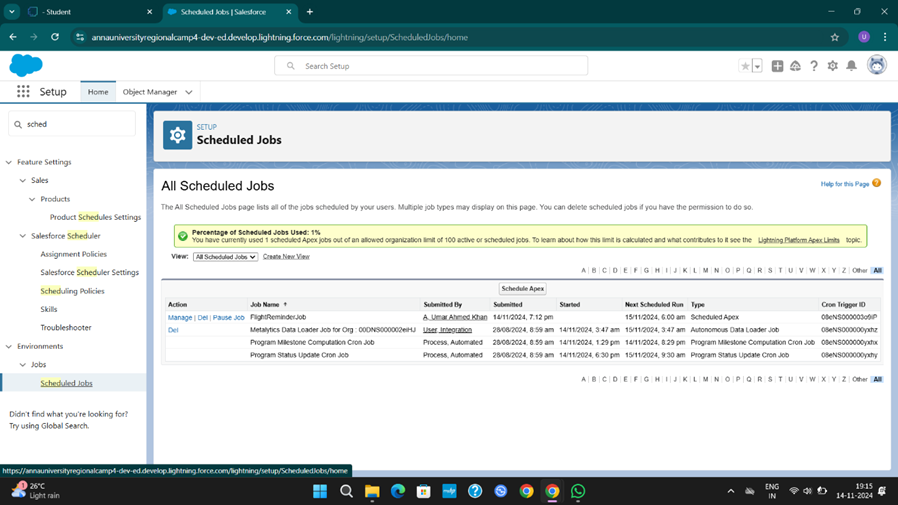 - Student
Scheduled Jobs | Salesforce
annauniversityregionalcamp4-dev-ed.develop.lightning.force.com/lightning/setup/ScheduledJobs/home
U
Search Setup
Setup
Home
Object Manager
sched
Feature Settings
Sales
Products
Product Schedules Settings
Salesforce Scheduler
Assignment Policies
Salesforce Scheduler Settings
Scheduling Policies
Skills
Troubleshooter
Environments
Jobs
Scheduled Jobs
Didn't find what you're looking for?
Try using Global Search.
SETUP
Scheduled Jobs
All Scheduled Jobs
Help for this Page ?
The All Scheduled Jobs page lists all of the jobs scheduled by your users. Multiple job types may display on this page. You can delete scheduled jobs if you have the permission to do so.
Percentage of Scheduled Jobs Used: 1%
You have currently used 1 scheduled Apex jobs out of an allowed organization limit of 100 active or scheduled jobs. To learn about how this limit is calculated and what contributes to it see the Lightning Platform Apex Limits topic.
View: All Scheduled Jobs Create New View
A | B | C | D | E | F | G | H | I | J | K | L | M | N | O | P | Q | R | S | T | U | V | W | X | Y | Z | Other | All
Schedule Apex
Action Job Name ↑ Submitted By Submitted Started Next Scheduled Run Type Cron Trigger ID
Manage | Del | Pause Job FlightReminderJob A, Umar Ahmed Khan 14/11/2024, 7:12 pm 15/11/2024, 6:00 am Scheduled Apex 08eNS000003o9iP
Del Metalytics Data Loader Job for Org : 00DNS000002eiHJ User, Integration 28/08/2024, 8:59 am 14/11/2024, 3:47 am 15/11/2024, 3:47 am Autonomous Data Loader Job 08eNS000000yxhz
Program Milestone Computation Cron Job Process, Automated 28/08/2024, 8:59 am 14/11/2024, 1:29 pm 14/11/2024, 8:29 pm Program Milestone Computation Job 08eNS000000yxhx
Program Status Update Cron Job Process, Automated 28/08/2024, 8:59 am 14/11/2024, 6:30 pm 15/11/2024, 9:30 am Program Status Update Cron Job 08eNS000000yxhy
A | B | C | D | E | F | G | H | I | J | K | L | M | N | O | P | Q | R | S | T | U | V | W | X | Y | Z | Other | All
https://annauniversityregionalcamp4-dev-ed.develop.lightning.force.com/lightning/setup/ScheduledJobs/home
1
26°C
Light rain
ENG
IN
19:15
14-11-2024